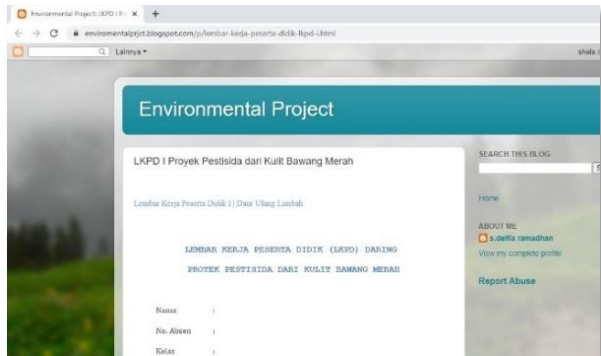 Environmental Project: LKPD I P
enviromentalprjct.blogspot.com/p/lembar-kerja-peserta-didik-lkpd-i.html
Lainnya
shela
Environmental Project
LKPD I Proyek Pestisida dari Kulit Bawang Merah
Lembar Kerja Peserta Didik I | Daur Ulang Limbah
LEMBAR KERJA PESERTA DIDIK (LKPD) DARING
PROYEK PESTISIDA DARI KULIT BAWANG MERAH
Nama :
No. Absen :
Kelas :
SEARCH THIS BLOG
Home
ABOUT ME
s.delfia ramadhan
View my complete profile
Report Abuse